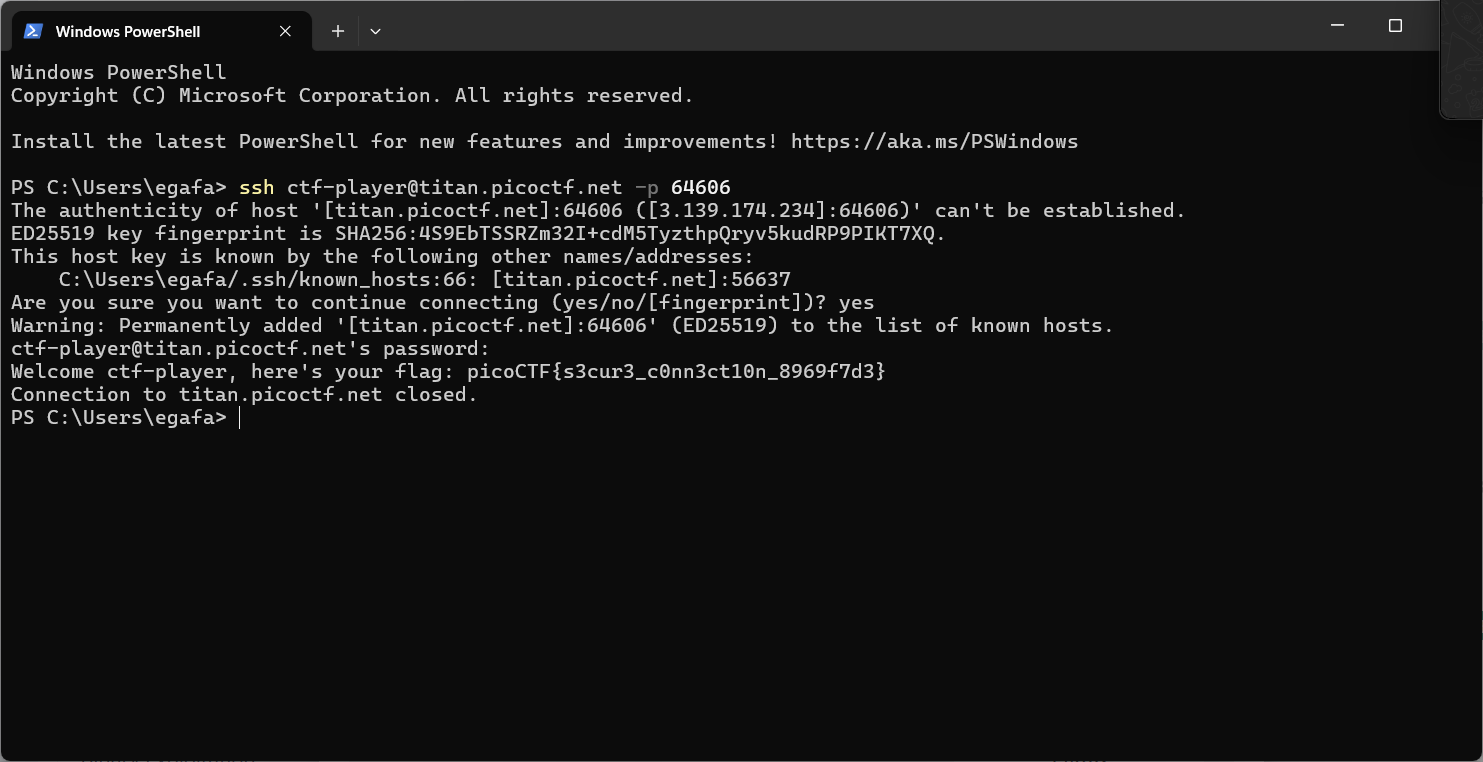 Windows PowerShell
Windows PowerShell
Copyright (C) Microsoft Corporation. All rights reserved.
Install the latest PowerShell for new features and improvements! https://aka.ms/PSWindows
PS C:\Users\egafa> ssh ctf-player@titan.picoctf.net -p 64606
The authenticity of host '[titan.picoctf.net]:64606 ([3.139.174.234]:64606)' can't be established.
ED25519 key fingerprint is SHA256:4S9EbTSSRZm32I+cdM5TyzthpQryv5kudRP9PIKT7XQ.
This host key is known by the following other names/addresses:
    C:\Users\egafa/.ssh/known_hosts:66: [titan.picoctf.net]:56637
Are you sure you want to continue connecting (yes/no/[fingerprint])? yes
Warning: Permanently added '[titan.picoctf.net]:64606' (ED25519) to the list of known hosts.
ctf-player@titan.picoctf.net's password:
Welcome ctf-player, here's your flag: picoCTF{s3cur3_c0nn3ct10n_8969f7d3}
Connection to titan.picoctf.net closed.
PS C:\Users\egafa>